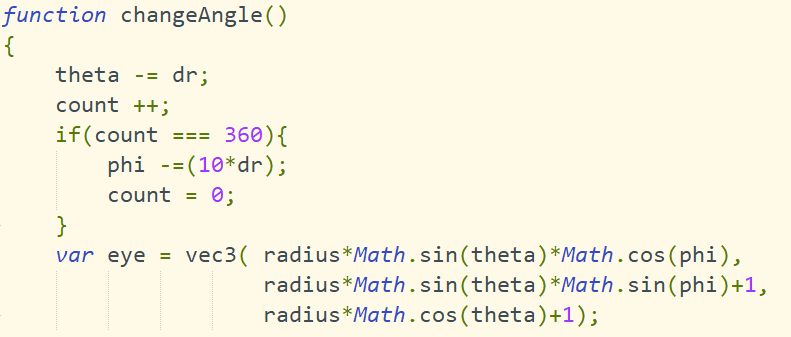 function changeAngle()
{
    theta -= dr;
    count ++;
    if(count === 360){
        phi -=(10*dr);
        count = 0;
    }
    var eye = vec3( radius*Math.sin(theta)*Math.cos(phi),
                    radius*Math.sin(theta)*Math.sin(phi)+1,
                    radius*Math.cos(theta)+1);